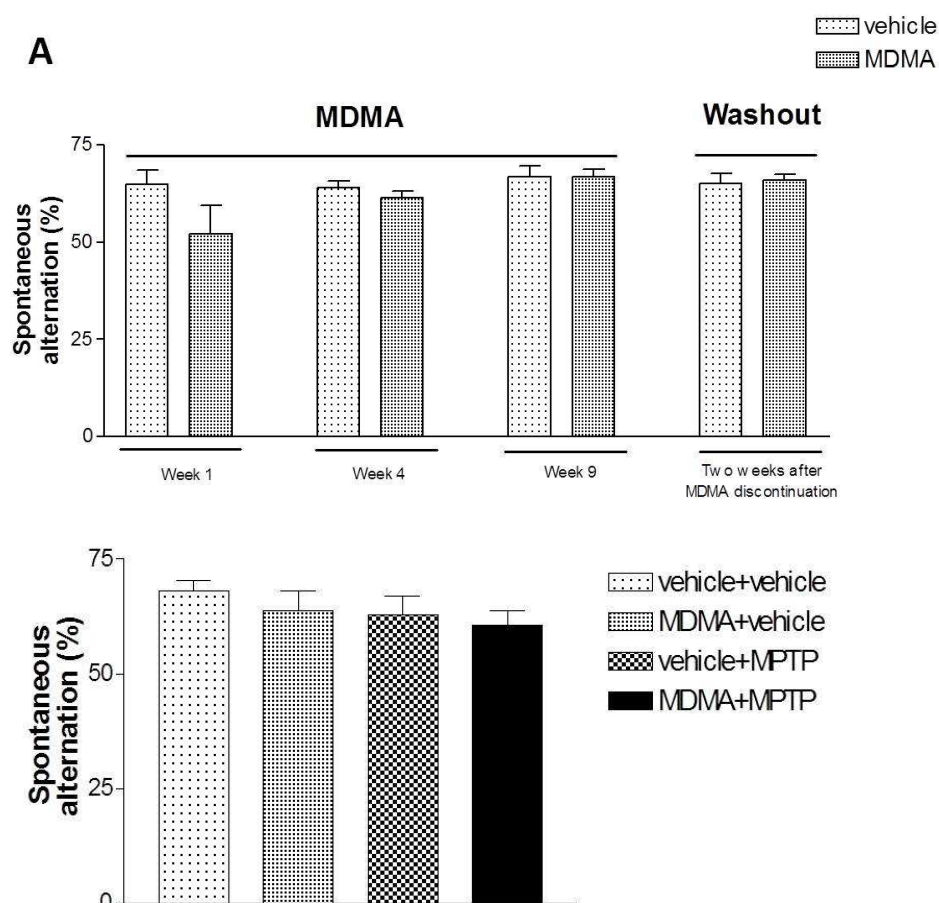 A
vehicle
MDMA
MDMA
Washout
Spontaneous
alternation (%)
75
50
25
0
Week 1
Week 4
Week 9
Two weeks after
MDMA discontinuation
Spontaneous
alternation (%)
75
50
25
0
vehicle+vehicle
MDMA+vehicle
vehicle+MPTP
MDMA+MPTP